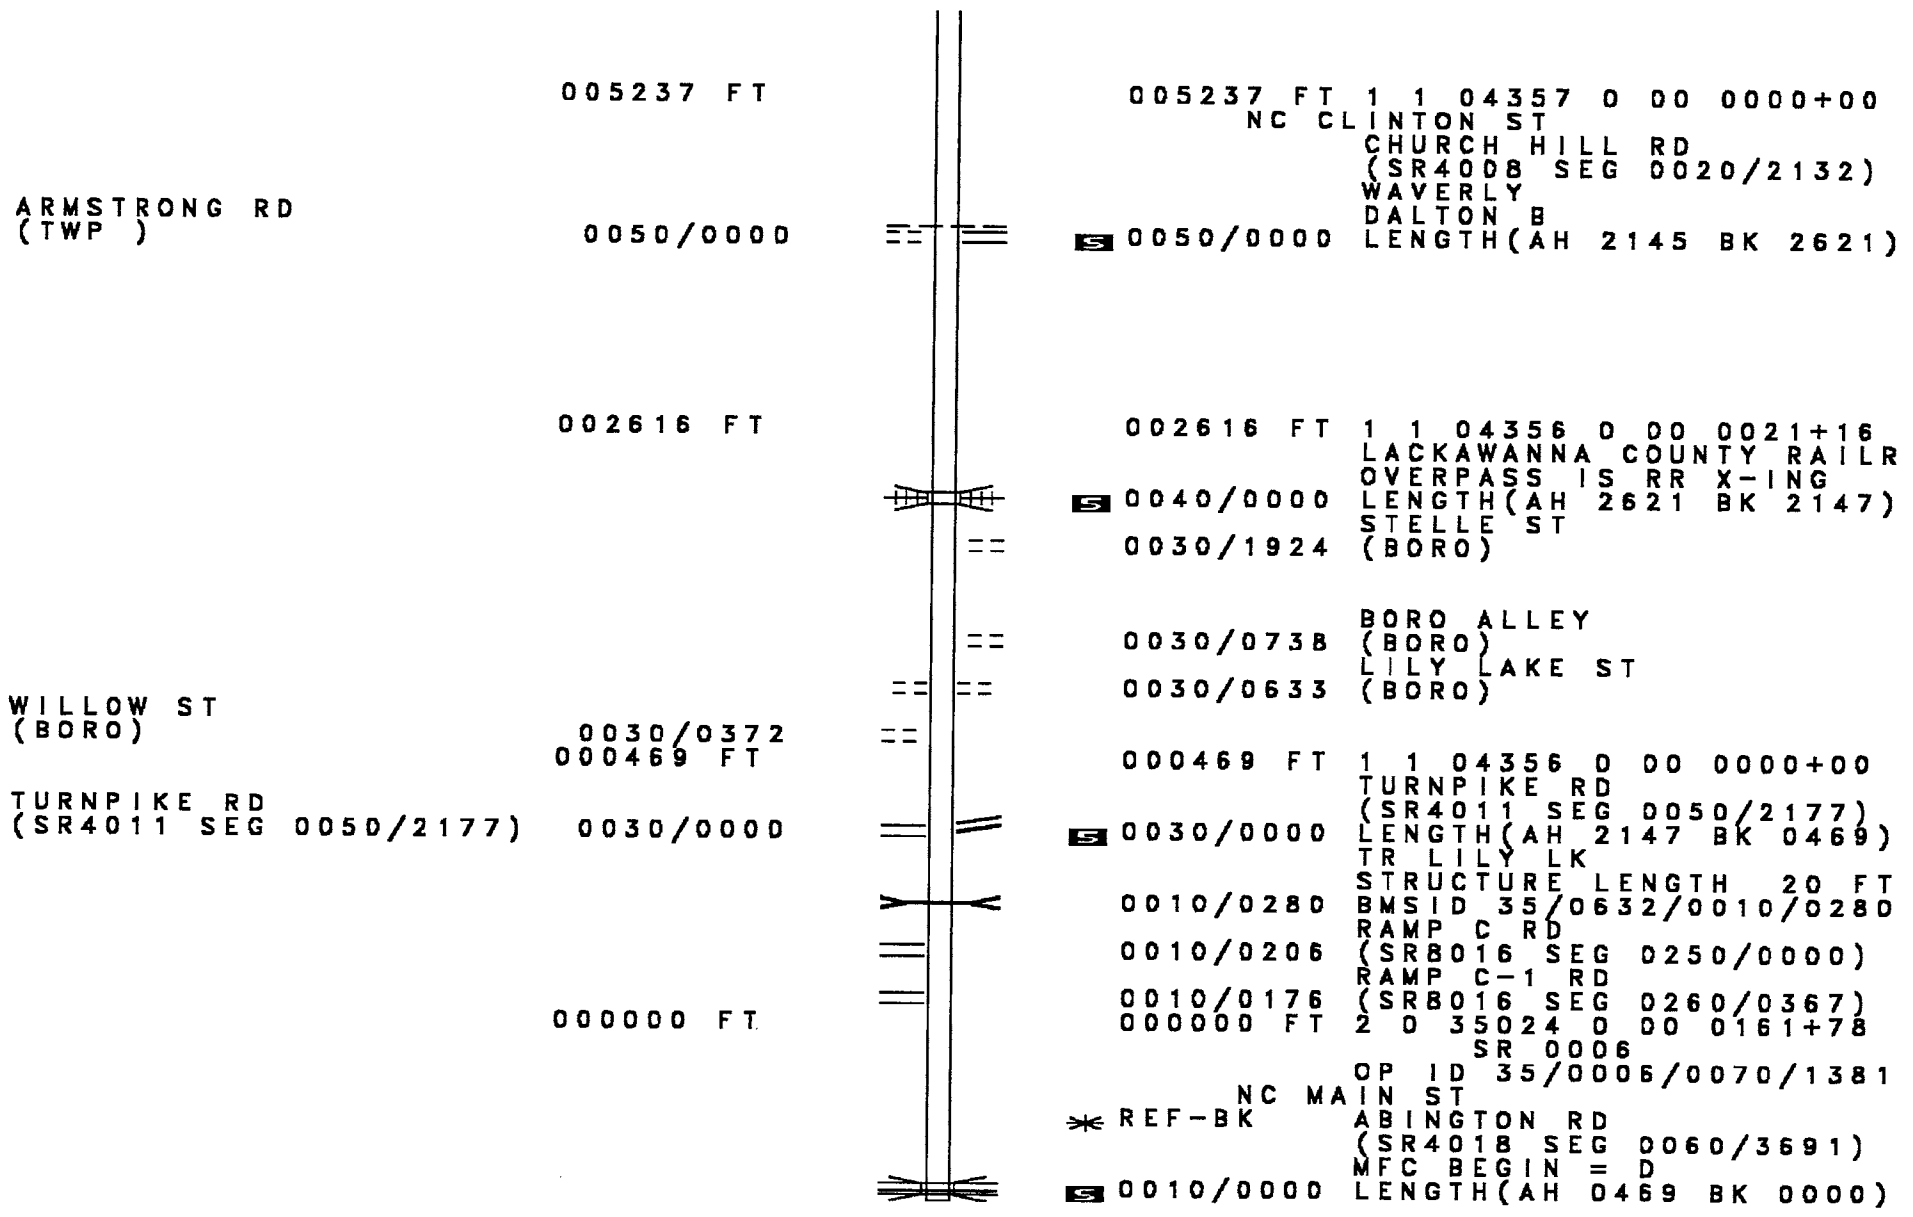 005237 FT 005237 FT 1 1 04357 0 00 0000+00
NC CLINTON ST
CHURCH HILL RD
(SR4008 SEG 0020/2132)
WAVERLY
ARMSTRONG RD DALTON B
(TWP ) 0050/0000 S 0050/0000 LENGTH(AH 2145 BK 2621)
002616 FT 002616 FT 1 1 04356 0 00 0021+16
LACKAWANNA COUNTY RAILR
OVERPASS IS RR X-ING
S 0040/0000 LENGTH(AH 2621 BK 2147)
STELLE ST
0030/1924 (BORO)
BORO ALLEY
0030/0738 (BORO)
LILY LAKE ST
0030/0633 (BORO)
WILLOW ST
(BORO) 0030/0372
000469 FT 000469 FT 1 1 04356 0 00 0000+00
TURNPIKE RD TURNPIKE RD
(SR4011 SEG 0050/2177)
(SR4011 SEG 0050/2177) 0030/0000 S 0030/0000 LENGTH(AH 2147 BK 0469)
TR LILY LK
STRUCTURE LENGTH 20 FT
0010/0280 BMSID 35/0632/0010/0280
RAMP C RD
0010/0206 (SR8016 SEG 0250/0000)
RAMP C-1 RD
0010/0176 (SR8016 SEG 0260/0367)
000000 FT 000000 FT 2 0 35024 0 00 0161+78
SR 0006
OP ID 35/0006/0070/1381
NC MAIN ST
REF-BK ABINGTON RD
(SR4018 SEG 0060/3691)
MFC BEGIN = D
S 0010/0000 LENGTH(AH 0469 BK 0000)